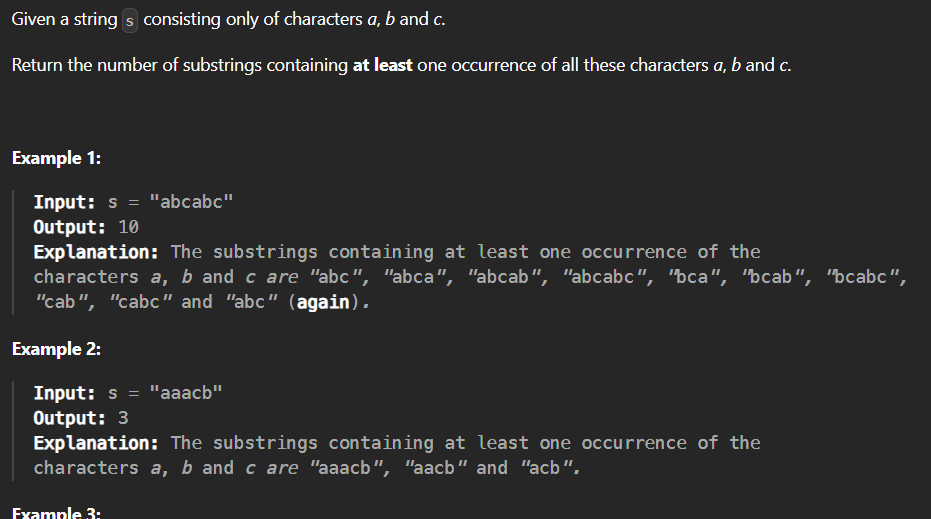 Given a string s consisting only of characters a, b and c.
Return the number of substrings containing at least one occurrence of all these characters a, b and c.
Example 1:
Input: s = "abcabc"
Output: 10
Explanation: The substrings containing at least one occurrence of the
characters a, b and c are "abc", "abca", "abcab", "abcabc", "bca", "bcab", "bcabc",
"cab", "cabc" and "abc" (again).
Example 2:
Input: s = "aaacb"
Output: 3
Explanation: The substrings containing at least one occurrence of the
characters a, b and c are "aaacb", "aacb" and "acb".
Example 3: